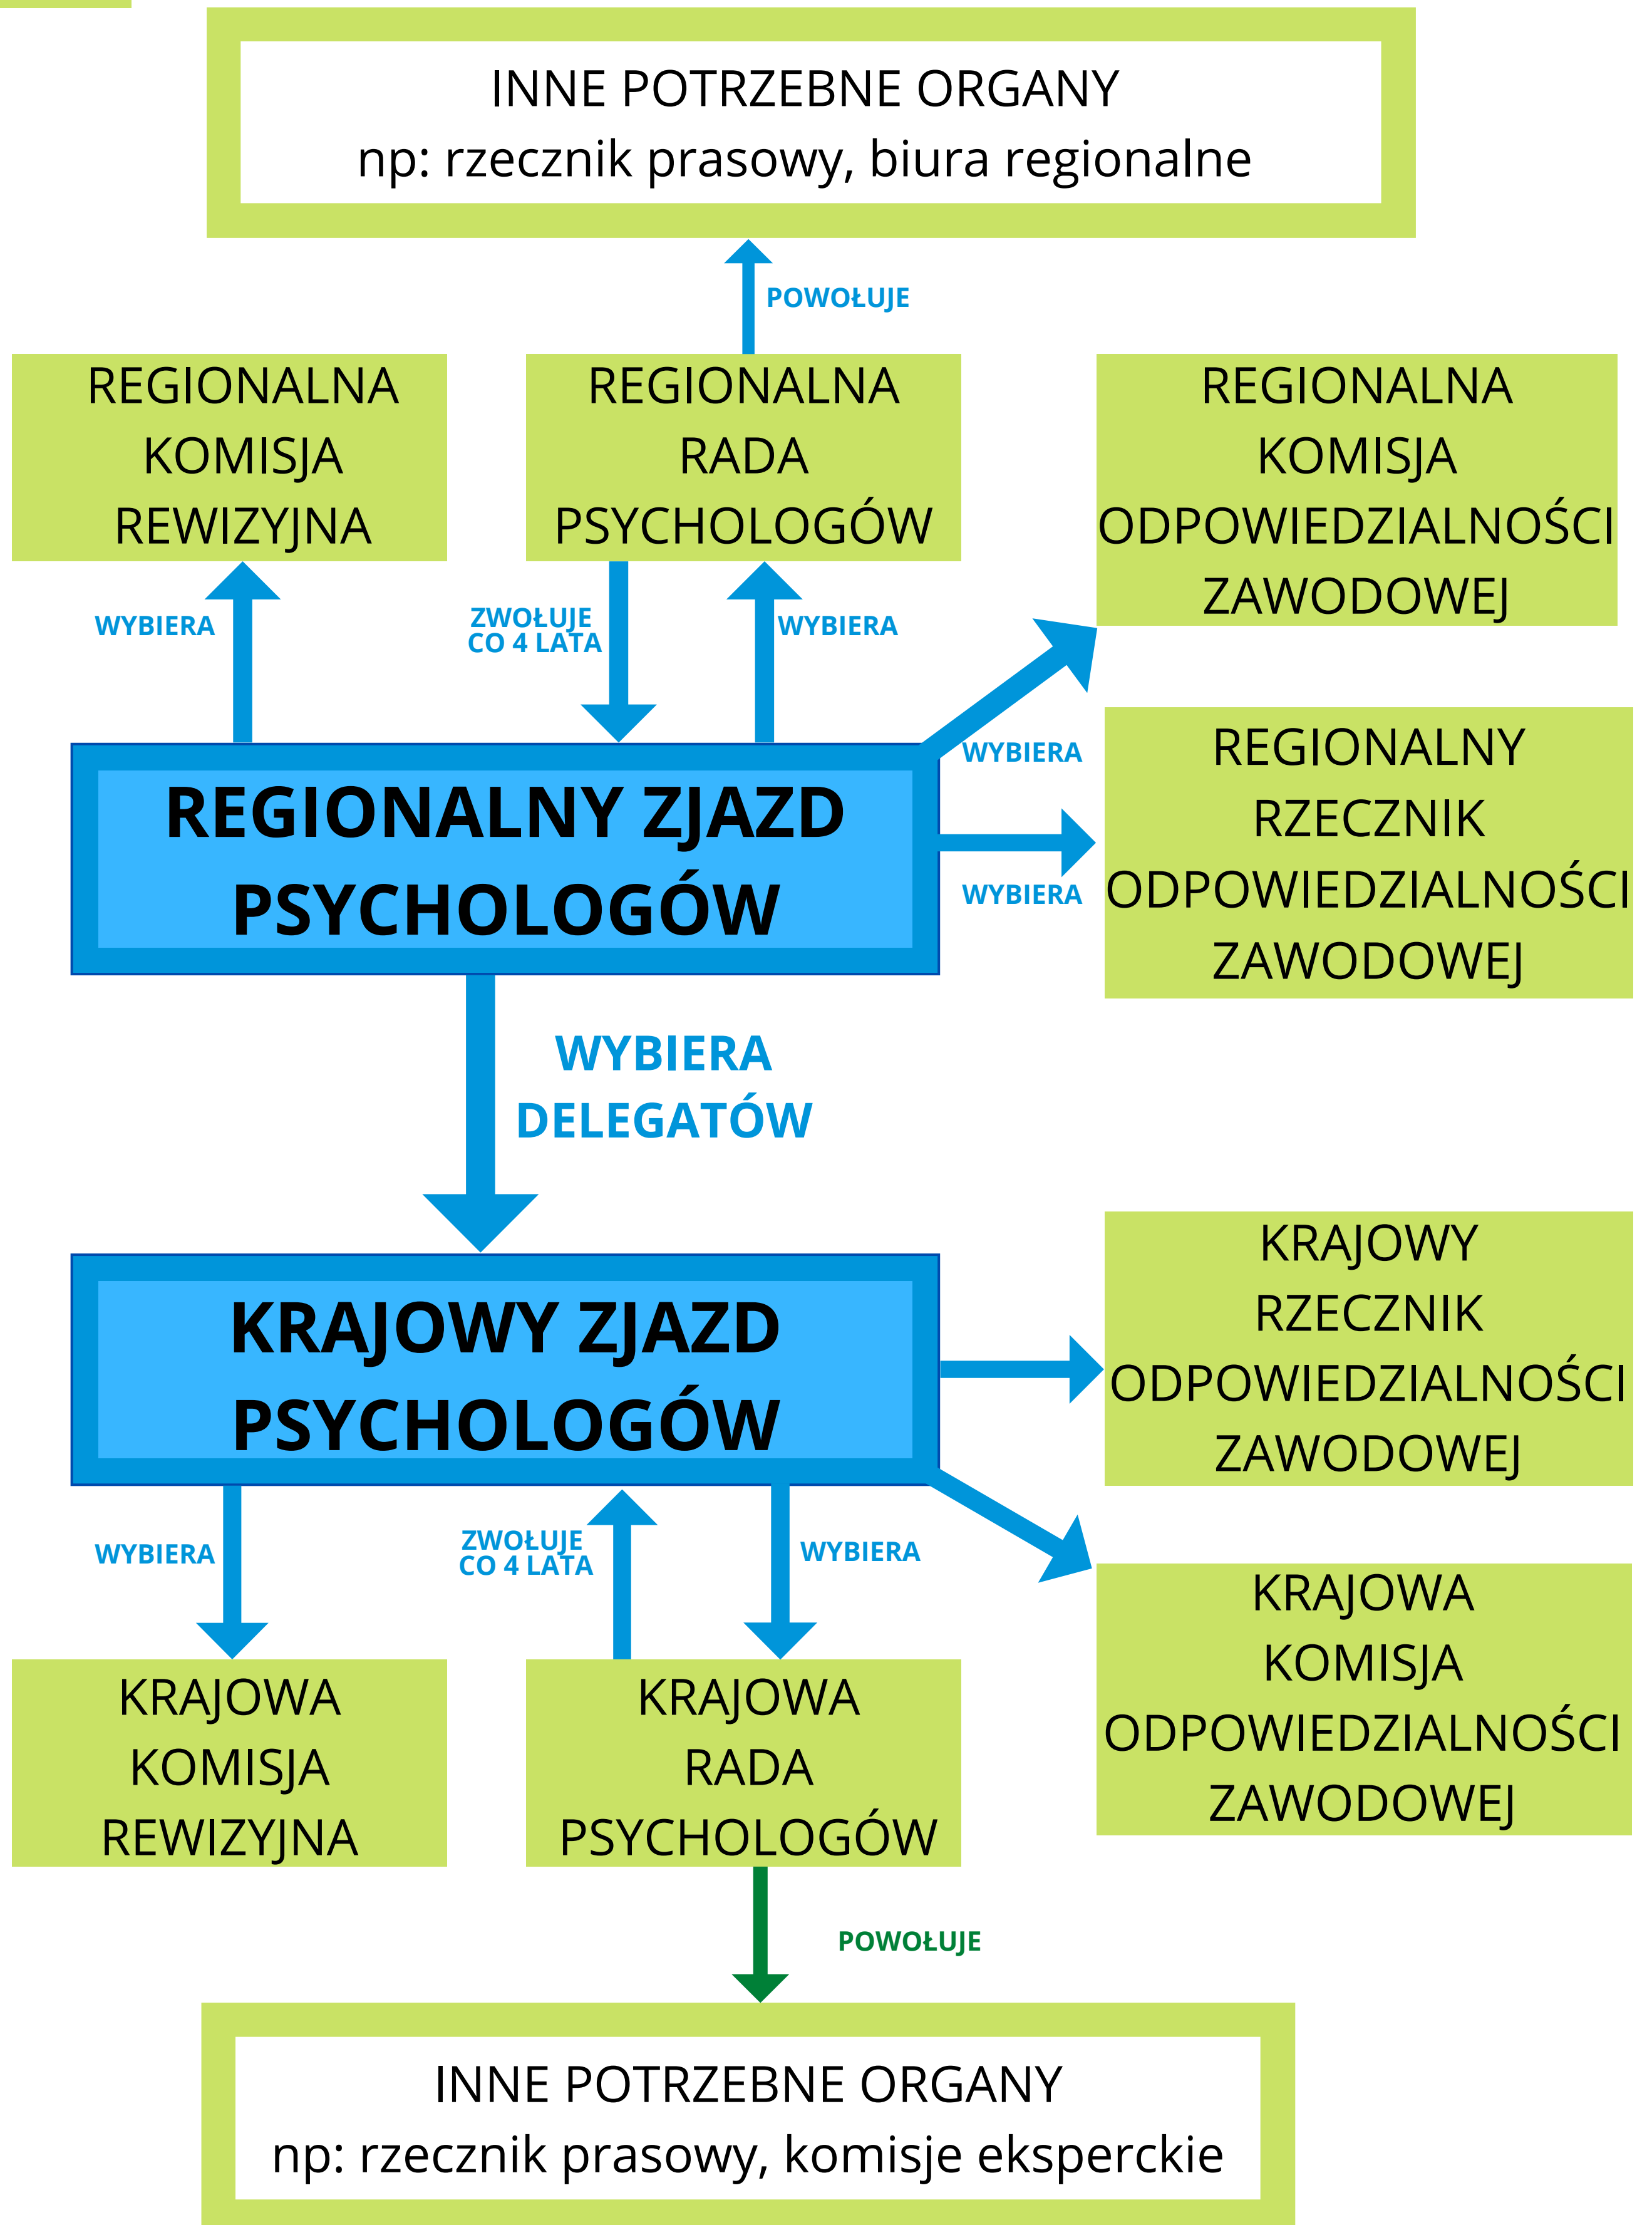 INNE POTRZEBNE ORGANY
np: rzecznik prasowy, biura regionalne
POWOŁUJE
REGIONALNA
KOMISJA
REWIZYJNA
REGIONALNA
RADA
PSYCHOLOGÓW
REGIONALNA
KOMISJA
ODPOWIEDZIALNOŚCI
ZAWODOWEJ
WYBIERA
ZWOŁUJE
CO 4 LATA
WYBIERA
WYBIERA
REGIONALNY ZJAZD
PSYCHOLOGÓW
WYBIERA
REGIONALNY
RZECZNIK
ODPOWIEDZIALNOŚCI
ZAWODOWEJ
WYBIERA
DELEGATÓW
KRAJOWY ZJAZD
PSYCHOLOGÓW
KRAJOWY
RZECZNIK
ODPOWIEDZIALNOŚCI
ZAWODOWEJ
WYBIERA
ZWOŁUJE
CO 4 LATA
WYBIERA
KRAJOWA
KOMISJA
ODPOWIEDZIALNOŚCI
ZAWODOWEJ
KRAJOWA
KOMISJA
REWIZYJNA
KRAJOWA
RADA
PSYCHOLOGÓW
POWOŁUJE
INNE POTRZEBNE ORGANY
np: rzecznik prasowy, komisje eksperckie